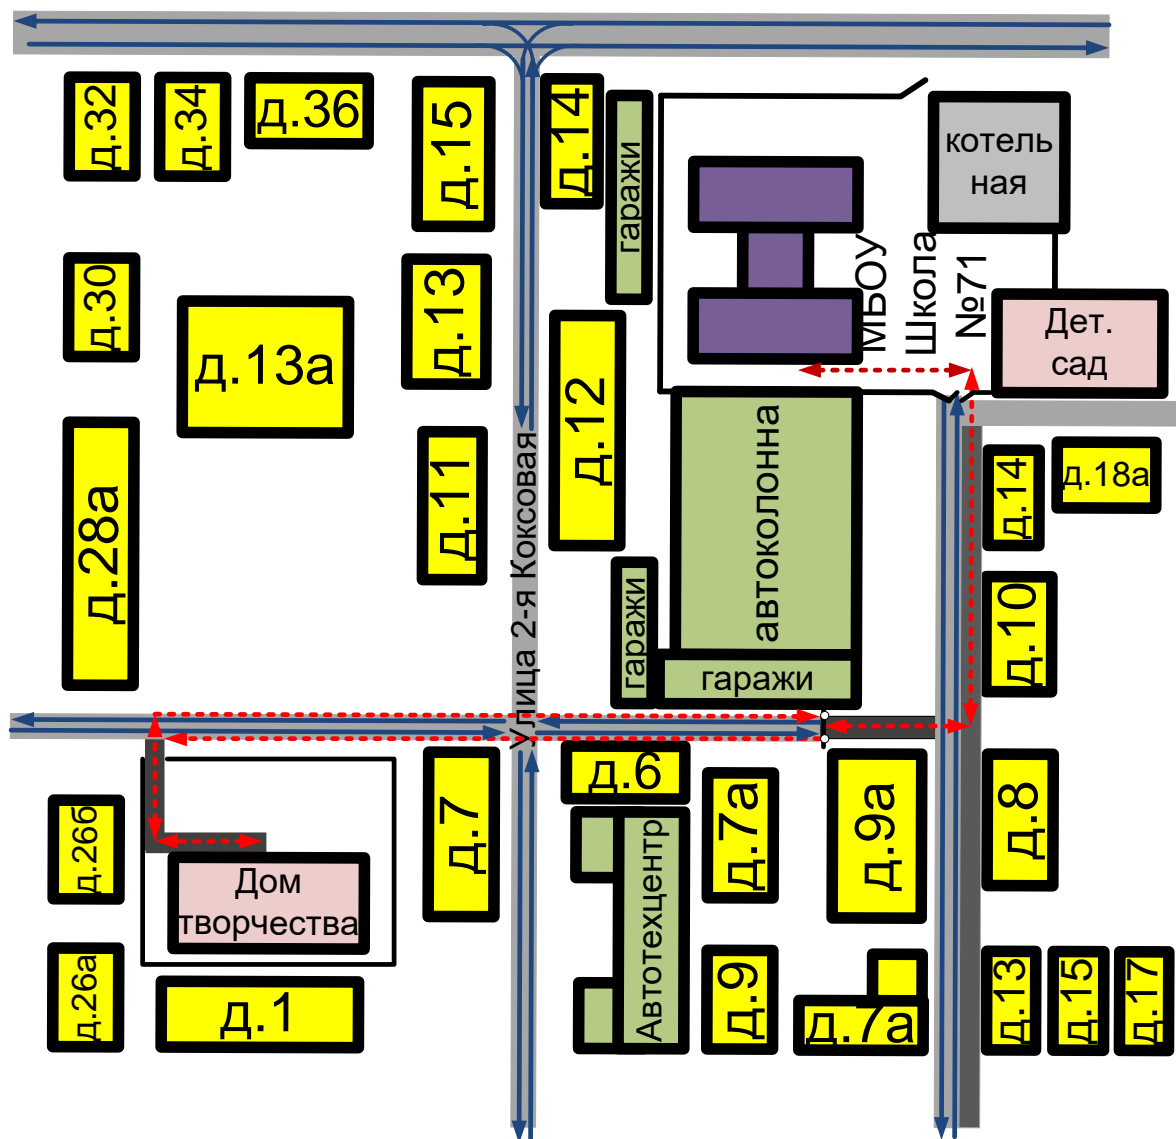 д.32
д.34
д.36
д.15
д.14
гаражи
котель
ная
МБОУ
Школа
№71
д.30
д.13а
д.13
д.12
Дет.
сад
д.28а
д.11
Улица 2-я Коксовая
автоколонна
д.14
д.18а
гаражи
гаражи
д.10
д.26б
д.7
д.6
д.7а
д.9а
д.8
Дом
творчества
Автотехцентр
д.26а
д.1
д.9
д.7а
д.13
д.15
д.17